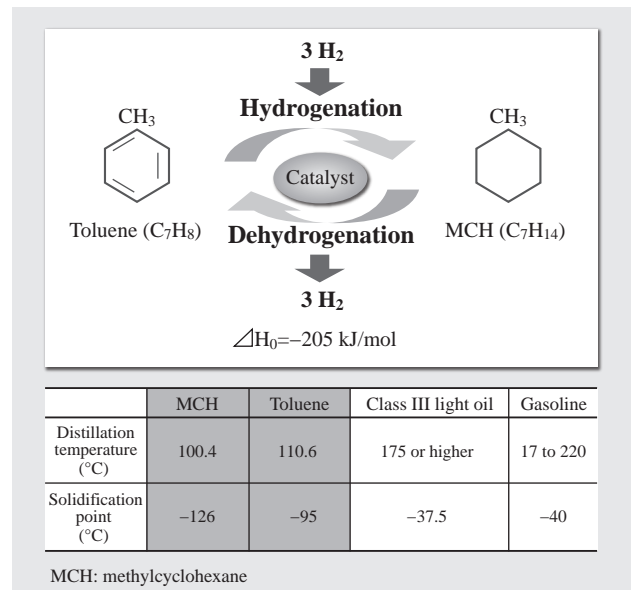 3 H₂
Hydrogenation
CH₃
CH₃
Catalyst
Toluene (C₇H₈)
Dehydrogenation
MCH (C₇H₁₄)
3 H₂
⊿H₀=−205 kJ/mol
MCH Toluene Class III light oil Gasoline
Distillation
temperature
(°C)
100.4 110.6 175 or higher 17 to 220
Solidification
point
(°C)
−126 −95 −37.5 −40
MCH: methylcyclohexane